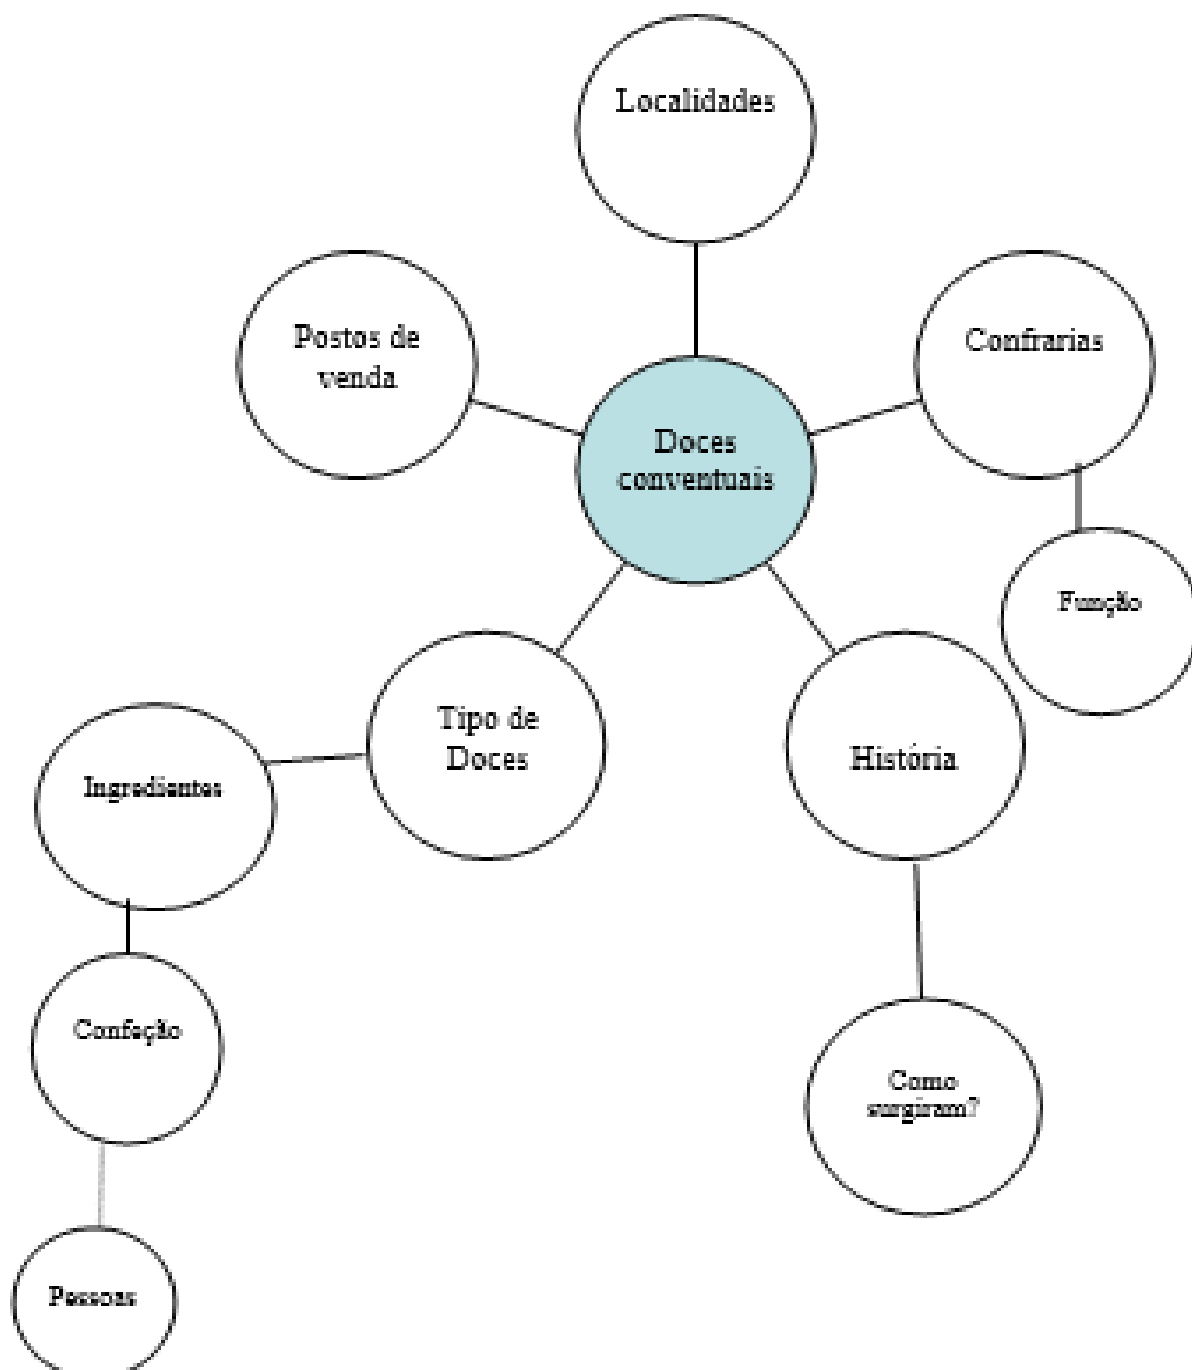 Localidades
Postos de
venda
Confrarias
Doces
conventuais
Função
Tipo de
Doces
História
Ingredientes
Confeção
Como
surgiram?
Pessoas